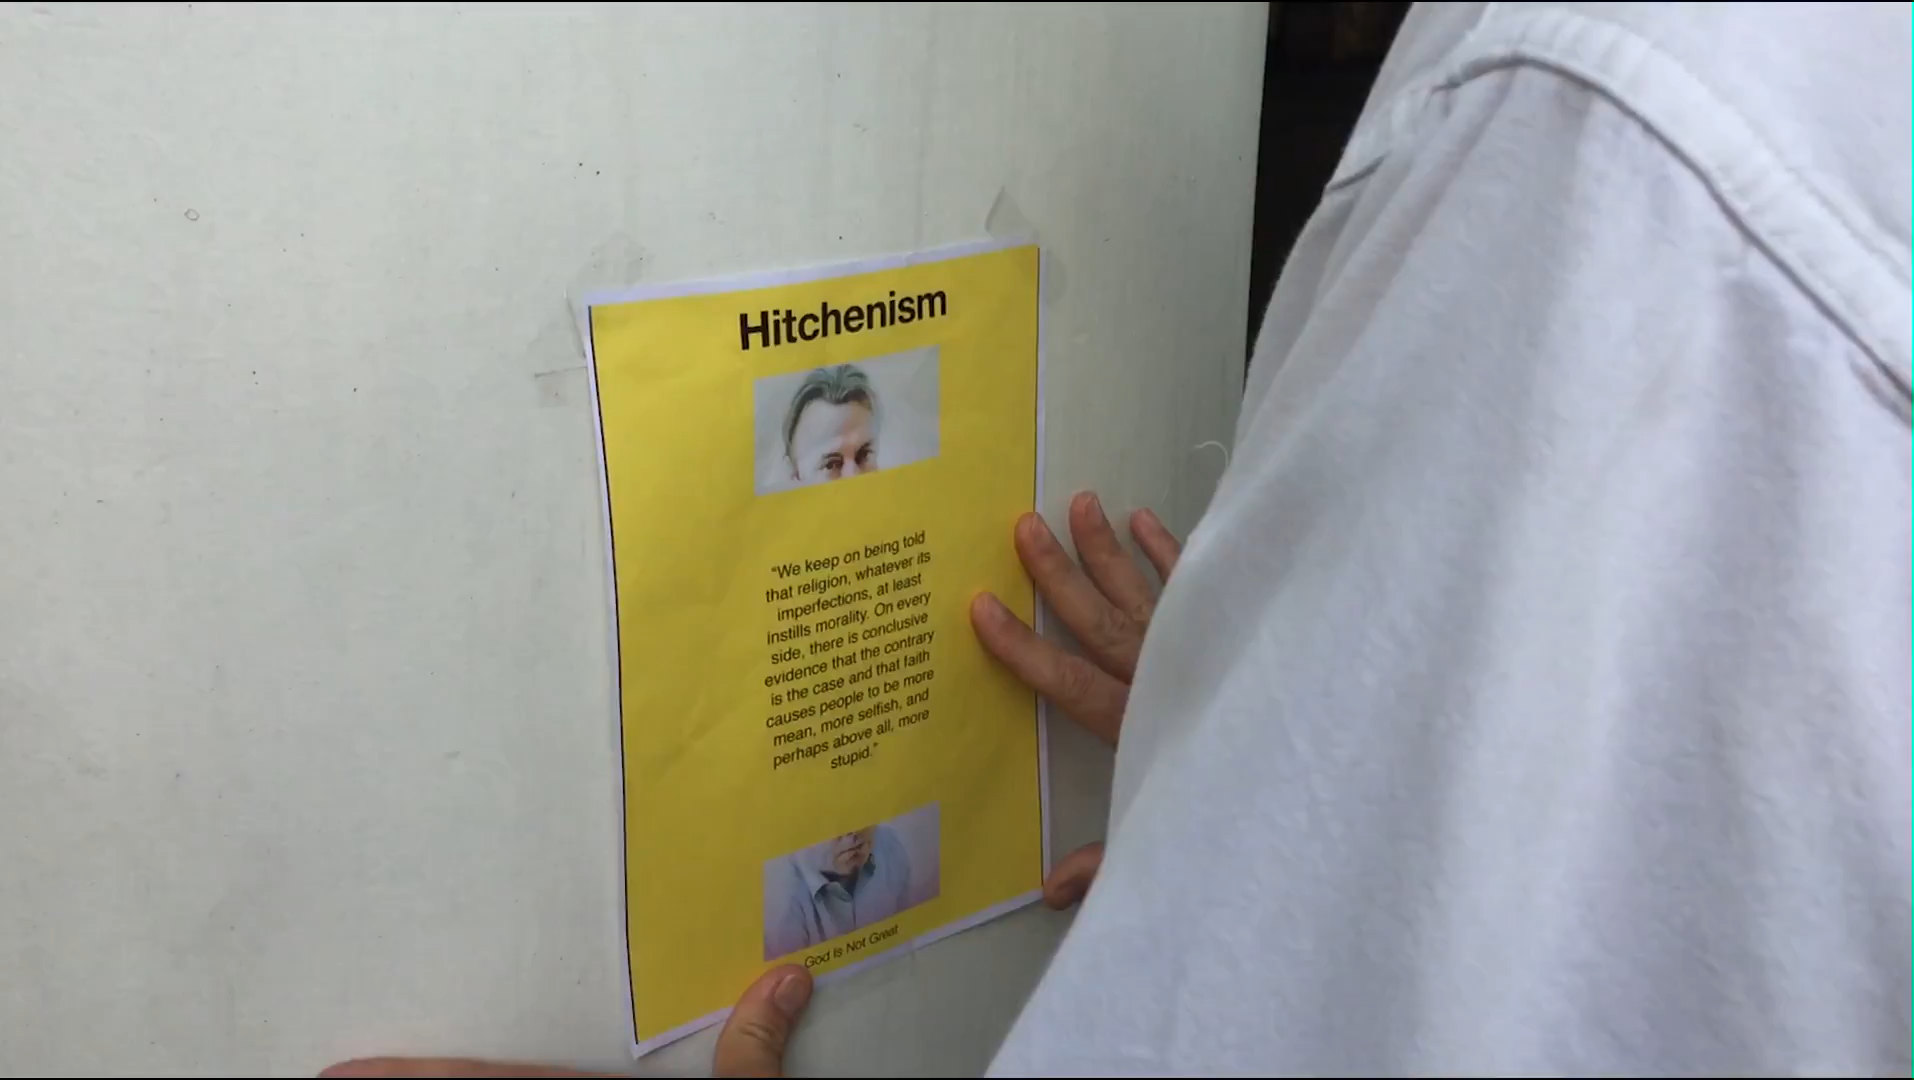 Hitchenism
“We keep on being told
that religion, whatever its
imperfections, at least
instills morality. On every
side, there is conclusive
evidence that the contrary
is the case and that faith
causes people to be more
mean, more selfish, and
perhaps above all, more
stupid.”
God Is Not Great